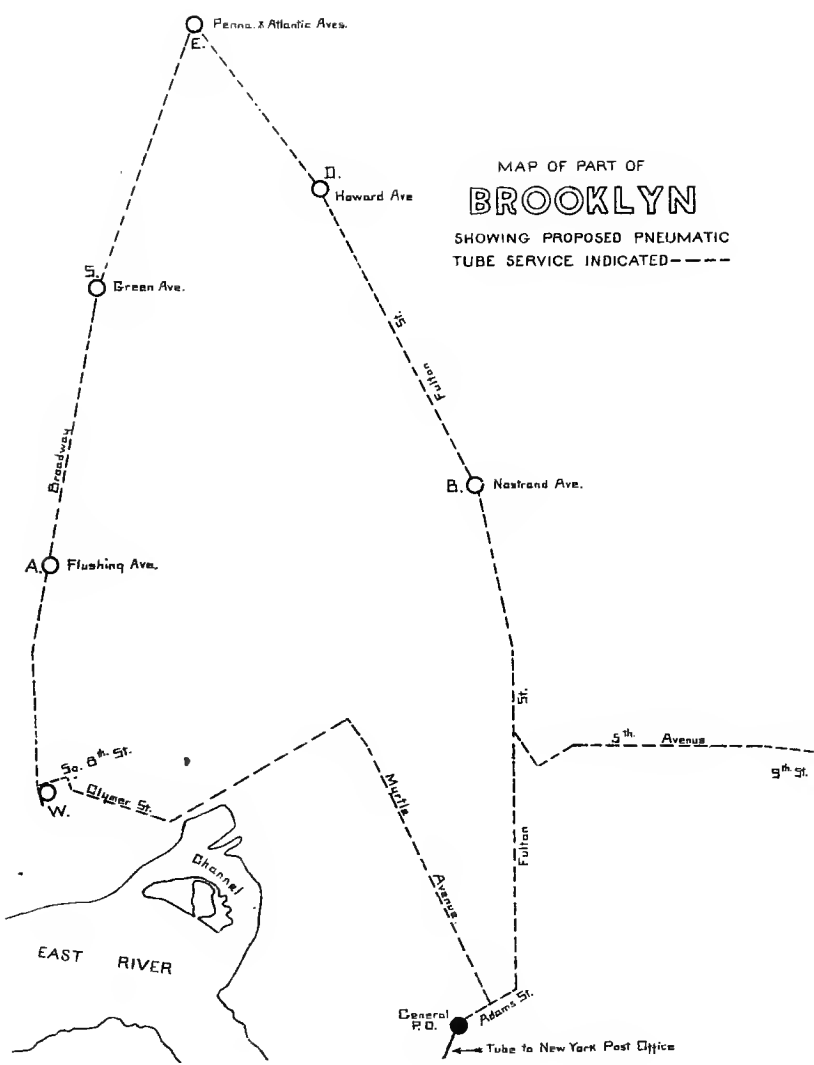 Penna. & Atlantic Aves.
E.
D.
Howard Ave
MAP OF PART OF
BROOKLYN
SHOWING PROPOSED PNEUMATIC
TUBE SERVICE INDICATED----
S.
Green Ave.
St.
Fulton
Broadway
B.
Nostrand Ave.
A.
Flushing Ave.
St.
5th. Avenue
9th. St.
So. 8th. St.
Clymer St.
W.
Myrtle
Avenue.
Fulton
Channel
EAST RIVER
Adams St.
General
P.O.
Tube to New York Post Office